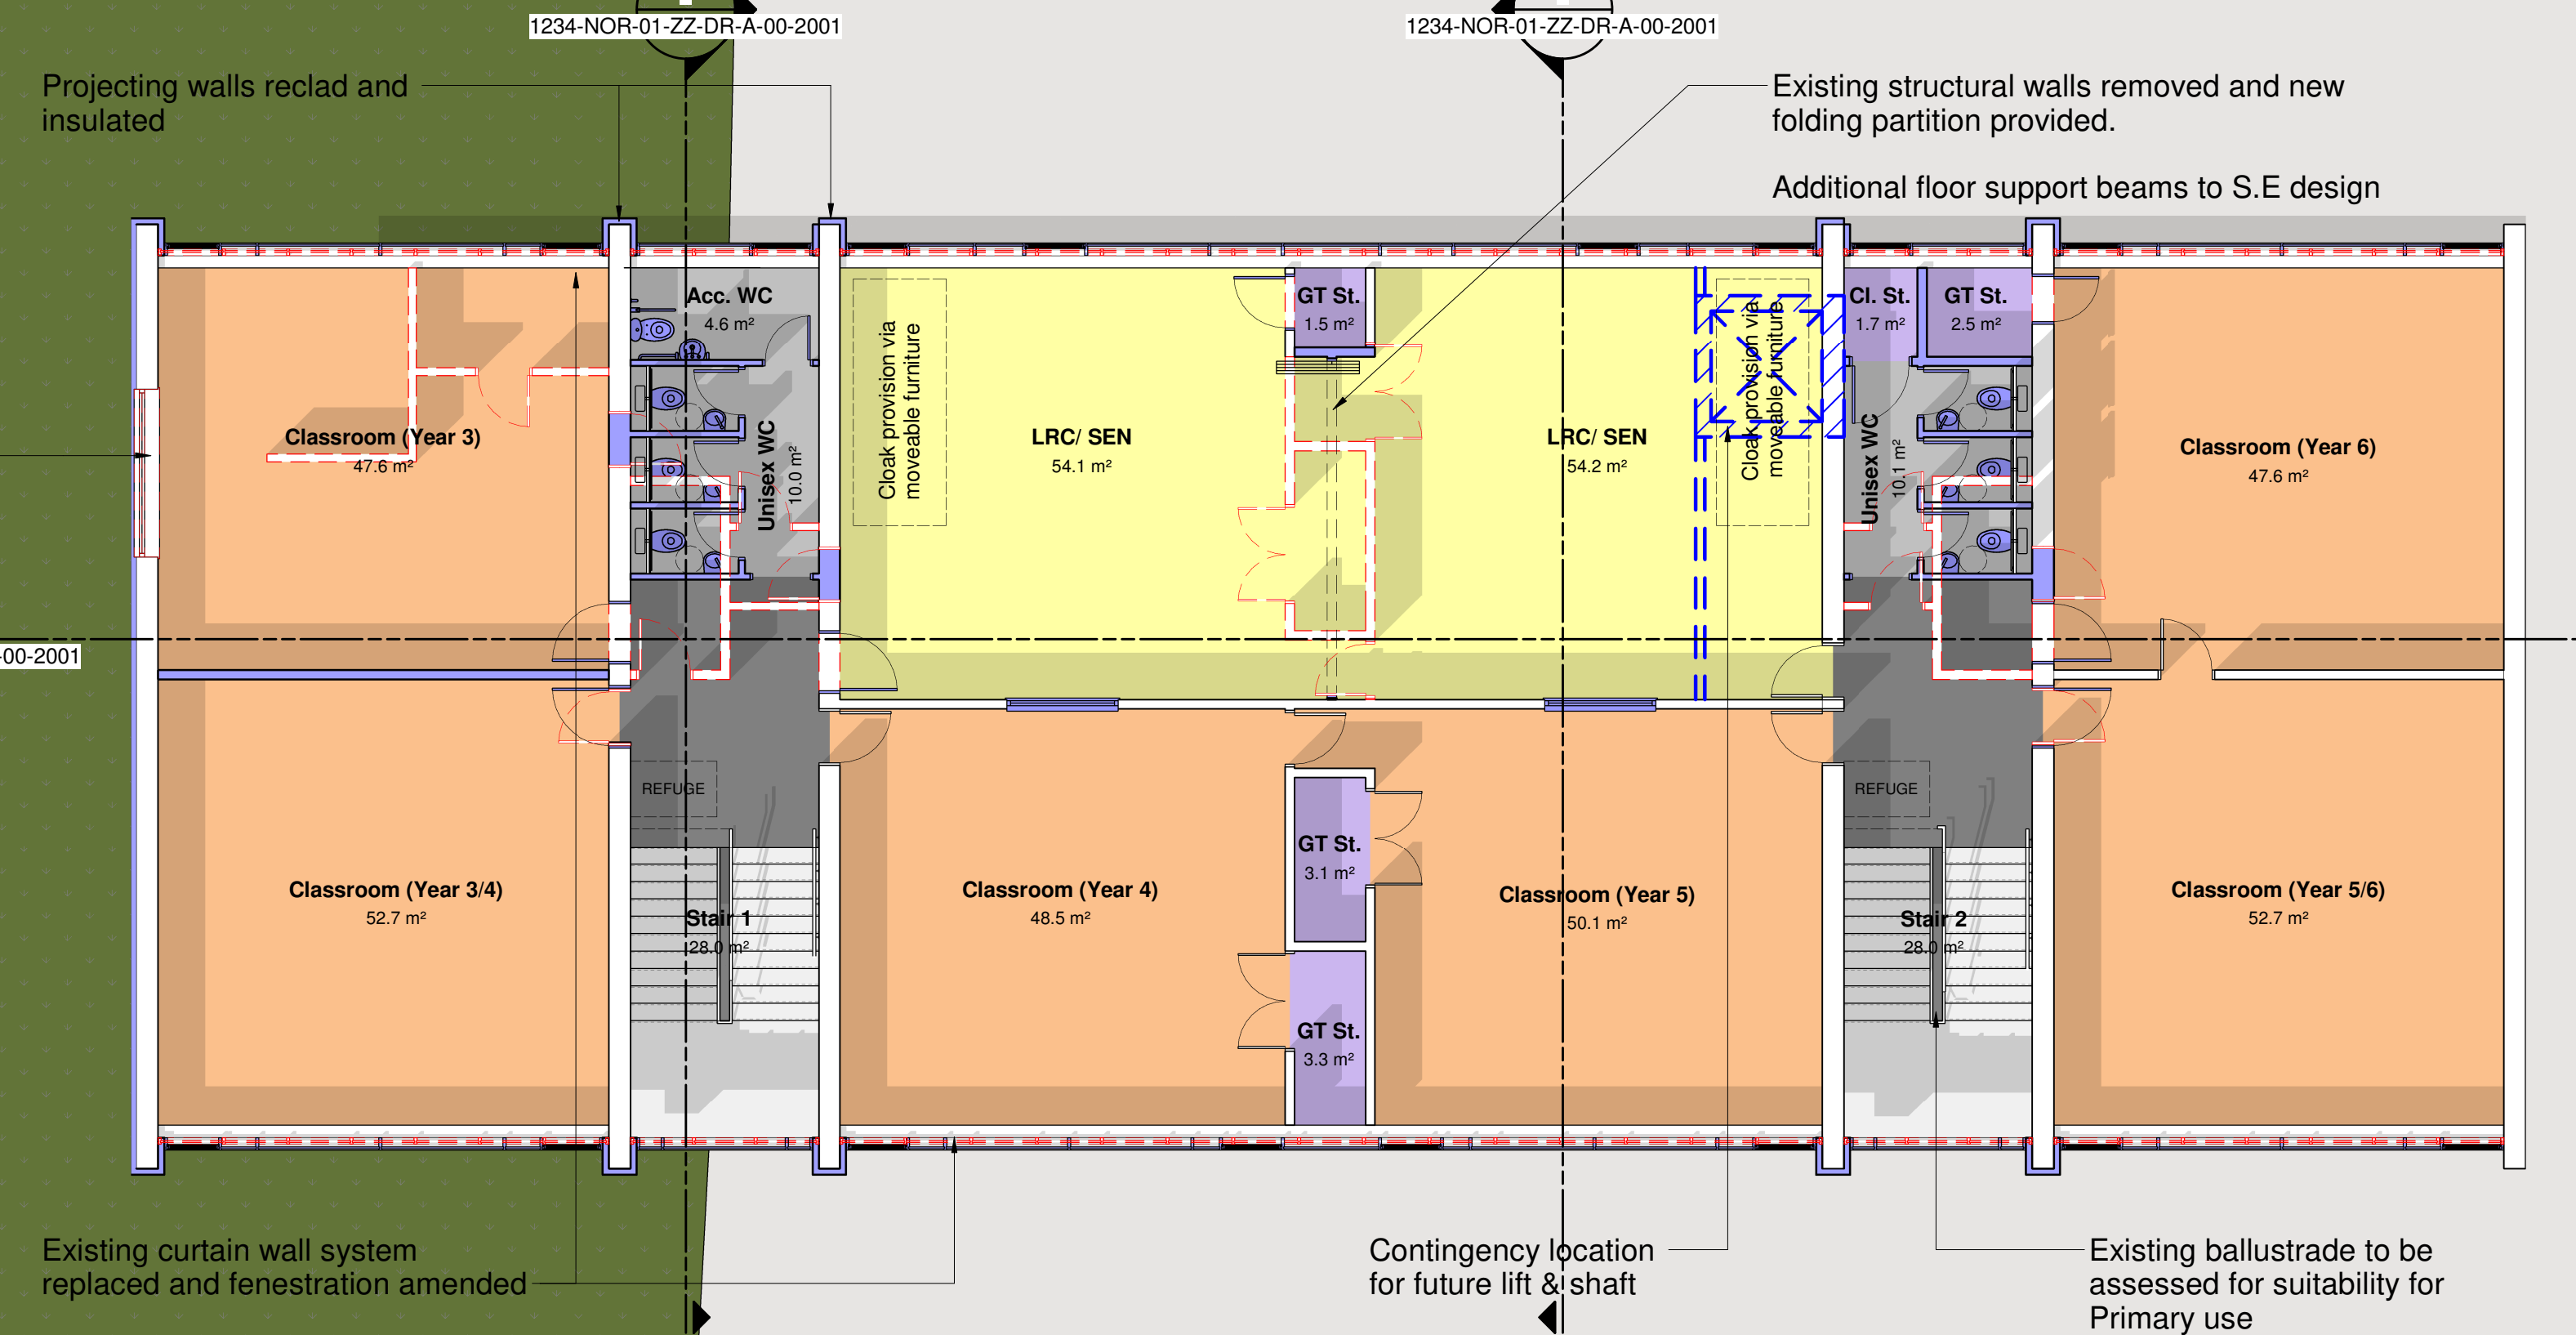 1234-NOR-01-ZZ-DR-A-00-2001
1234-NOR-01-ZZ-DR-A-00-2001
Projecting walls reclad and
insulated
Existing structural walls removed and new
folding partition provided.
Additional floor support beams to S.E design
Acc. WC
4.6 m²
GT St.
1.5 m²
Cl. St.
1.7 m²
GT St.
2.5 m²
Classroom (Year 3)
47.6 m²
Unisex WC
10.0 m²
Cloak provision via
moveable furniture
LRC/ SEN
54.1 m²
LRC/ SEN
54.2 m²
Cloak provision via
moveable furniture
Unisex WC
10.1 m²
Classroom (Year 6)
47.6 m²
-00-2001
REFUGE
REFUGE
Classroom (Year 3/4)
52.7 m²
Stair 1
28.0 m²
Classroom (Year 4)
48.5 m²
GT St.
3.1 m²
GT St.
3.3 m²
Classroom (Year 5)
50.1 m²
Stair 2
28.0 m²
Classroom (Year 5/6)
52.7 m²
Existing curtain wall system
replaced and fenestration amended
Contingency location
for future lift & shaft
Existing ballustrade to be
assessed for suitability for
Primary use